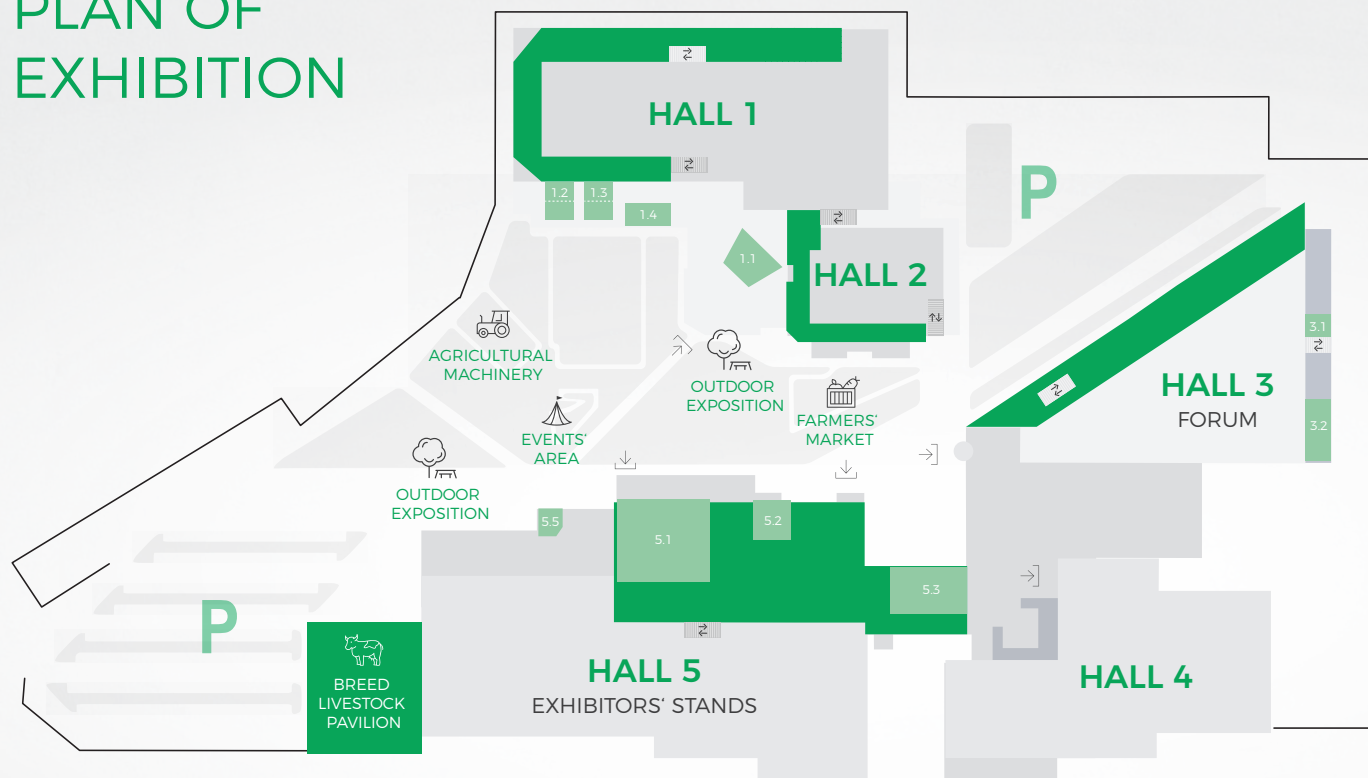 PLAN OF
EXHIBITION
HALL 1
1.2
1.3
1.4
P
1.1
HALL 2
3.1
AGRICULTURAL
MACHINERY
OUTDOOR
EXPOSITION
HALL 3
FORUM
FARMERS'
MARKET
3.2
EVENTS'
AREA
OUTDOOR
EXPOSITION
5.5
5.1
5.2
5.3
P
BREED
LIVESTOCK
PAVILION
HALL 5
EXHIBITORS' STANDS
HALL 4